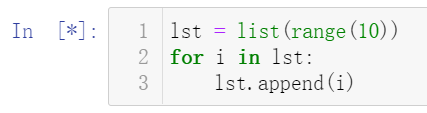 In [*]: 1 lst = list(range(10))
2 for i in lst:
3     lst.append(i)